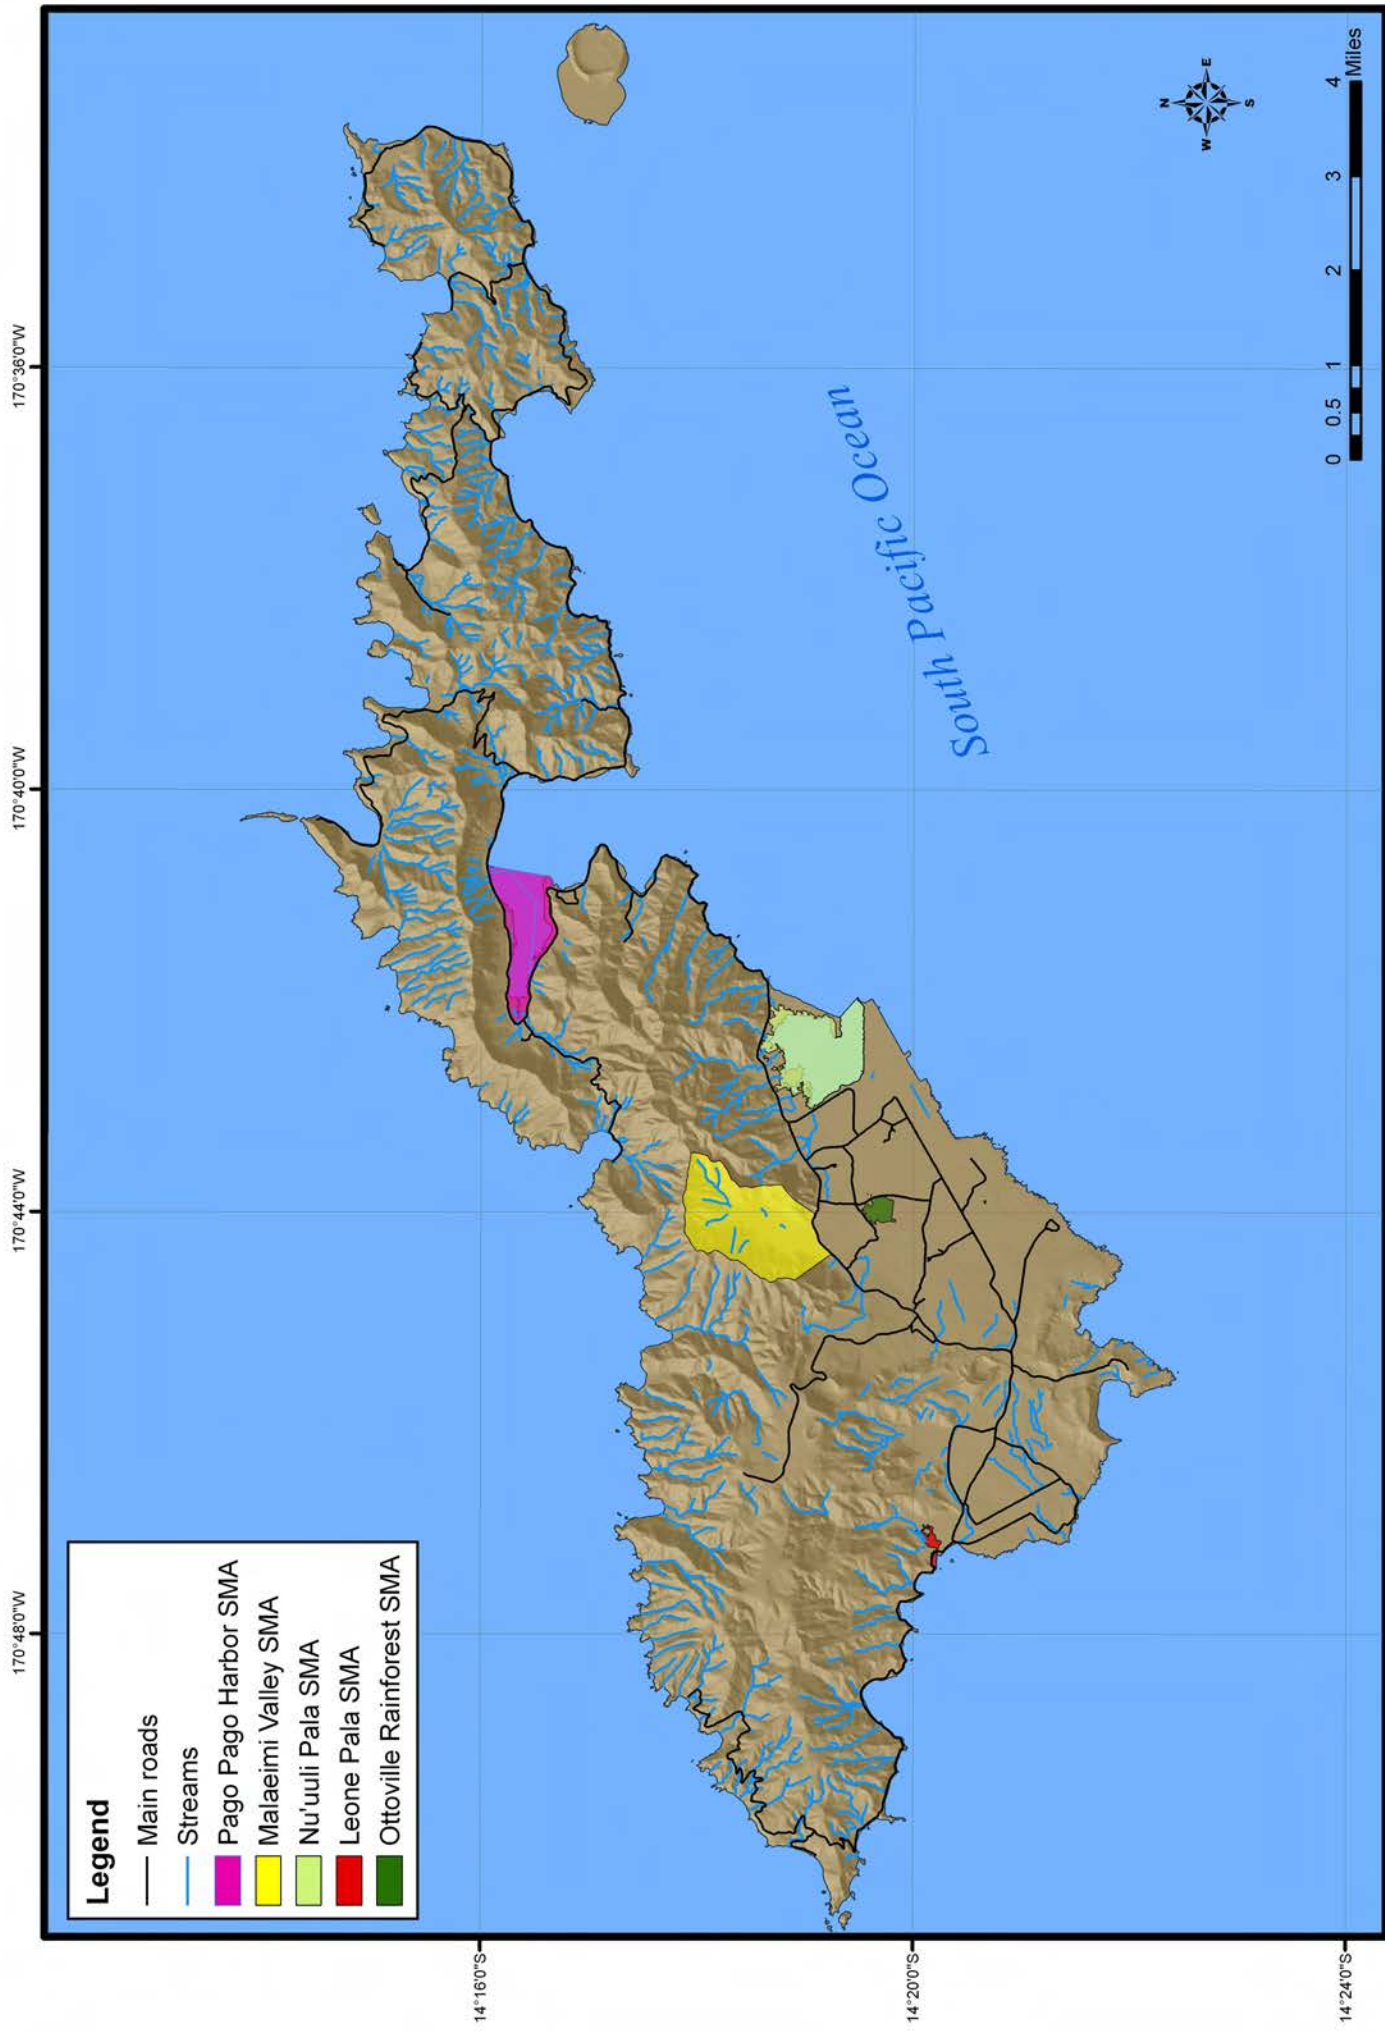 170°48'0"W
170°44'0"W
170°40'0"W
170°36'0"W
Legend
Main roads
Streams
Pago Pago Harbor SMA
Malaeimi Valley SMA
Nu'uuli Pala SMA
Leone Pala SMA
Ottoville Rainforest SMA
14°16'0"S
14°20'0"S
14°24'0"S
South Pacific Ocean
N
W
E
S
0 0.5 1 2 3 4
Miles